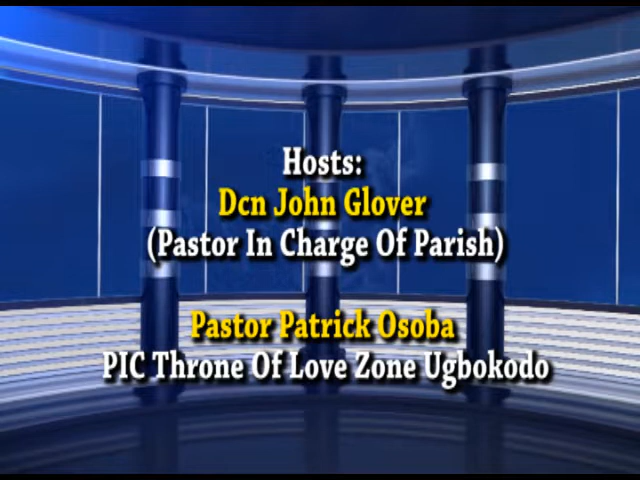 Hosts:
Dcn John Glover
(Pastor In Charge Of Parish)
Pastor Patrick Osoba
PIC Throne Of Love Zone Ugbokodo